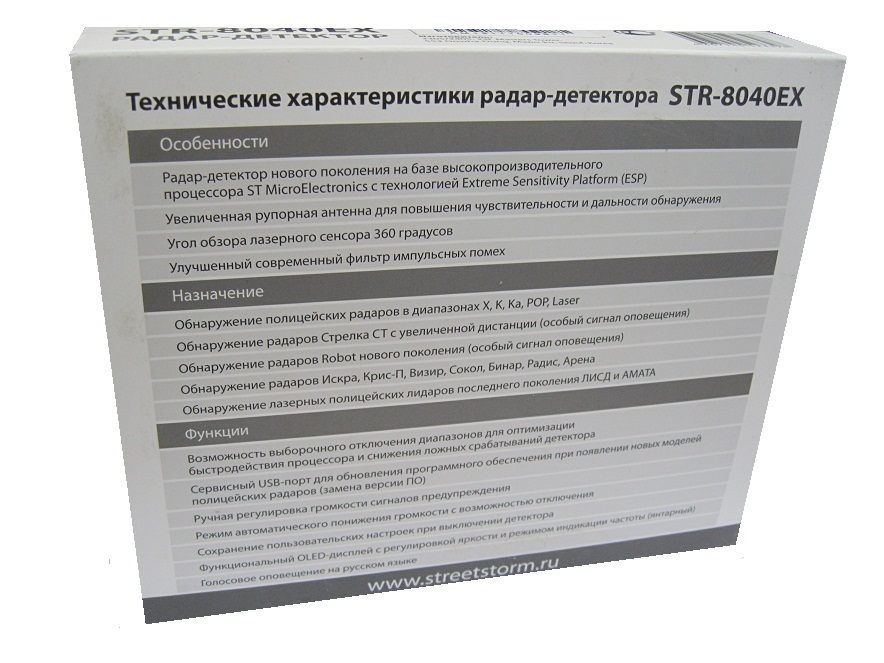 STR-8040EX
РАДАР-ДЕТЕКТОР
Технические характеристики радар-детектора STR-8040EX
Особенности
Радар-детектор нового поколения на базе высокопроизводительного
процессора ST MicroElectronics с технологией Extreme Sensitivity Platform (ESP)
Увеличенная рупорная антенна для повышения чувствительности и дальности обнаружения
Угол обзора лазерного сенсора 360 градусов
Улучшенный современный фильтр импульсных помех
Назначение
Обнаружение полицейских радаров в диапазонах X, K, Ka, POP, Laser
Обнаружение радаров Стрелка СТ с увеличенной дистанции (особый сигнал оповещения)
Обнаружение радаров Robot нового поколения (особый сигнал оповещения)
Обнаружение радаров Искра, Крис-П, Визир, Сокол, Бинар, Радис, Арена
Обнаружение лазерных полицейских лидаров последнего поколения ЛИСД и АМАТА
Функции
Возможность выборочного отключения диапазонов для оптимизации
быстродействия процессора и снижения ложных срабатываний детектора
Сервисный USB-порт для обновления программного обеспечения при появлении новых моделей
полицейских радаров (замена версии ПО)
Ручная регулировка громкости сигналов предупреждения
Режим автоматического понижения громкости с возможностью отключения
Сохранение пользовательских настроек при выключении детектора
Функциональный OLED-дисплей с регулировкой яркости и режимом индикации частоты (янтарный)
Голосовое оповещение на русском языке
www.streetstorm.ru